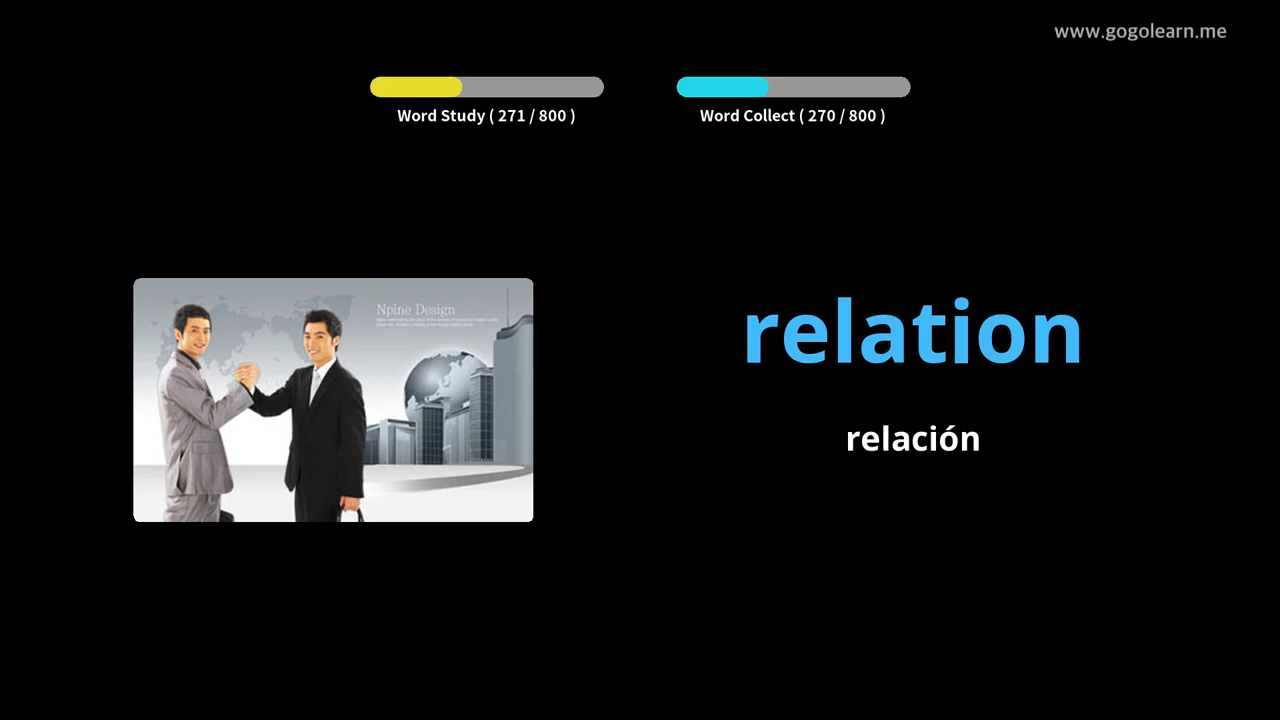 www.gogolearn.me
Word Study ( 271 / 800 )
Word Collect ( 270 / 800 )
Npine Design
relation
relación